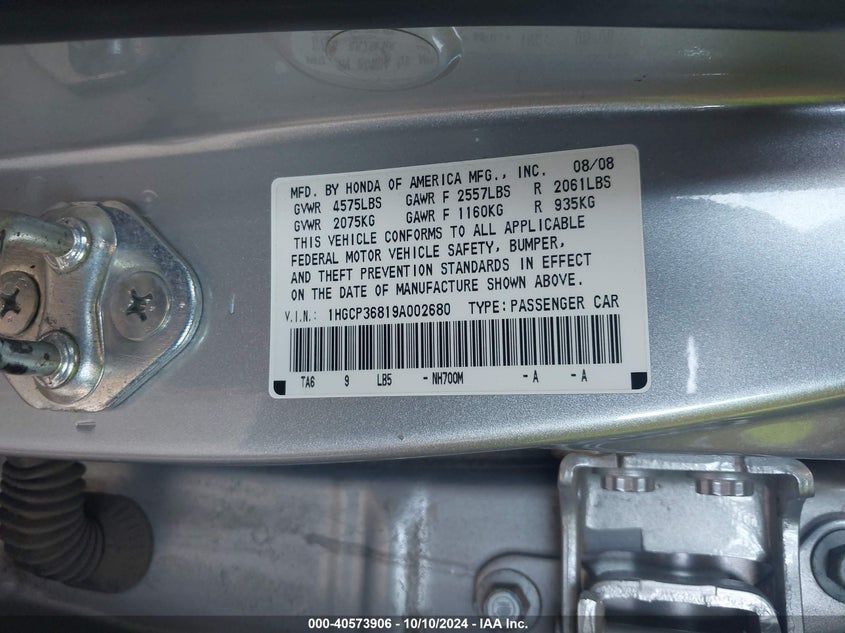 MFD. BY HONDA OF AMERICA MFG., INC. 08/08
GVWR 4575LBS GAWR F 2557LBS R 2061LBS
GVWR 2075KG GAWR F 1160KG R 935KG
THIS VEHICLE CONFORMS TO ALL APPLICABLE
FEDERAL MOTOR VEHICLE SAFETY, BUMPER,
AND THEFT PREVENTION STANDARDS IN EFFECT
ON THE DATE OF MANUFACTURE SHOWN ABOVE.
V.I.N.: 1HGCP36819A002680 TYPE:PASSENGER CAR
TA6 9 LB5 -NH700M -A -A
000-40573906 - 10/10/2024 - IAA Inc.